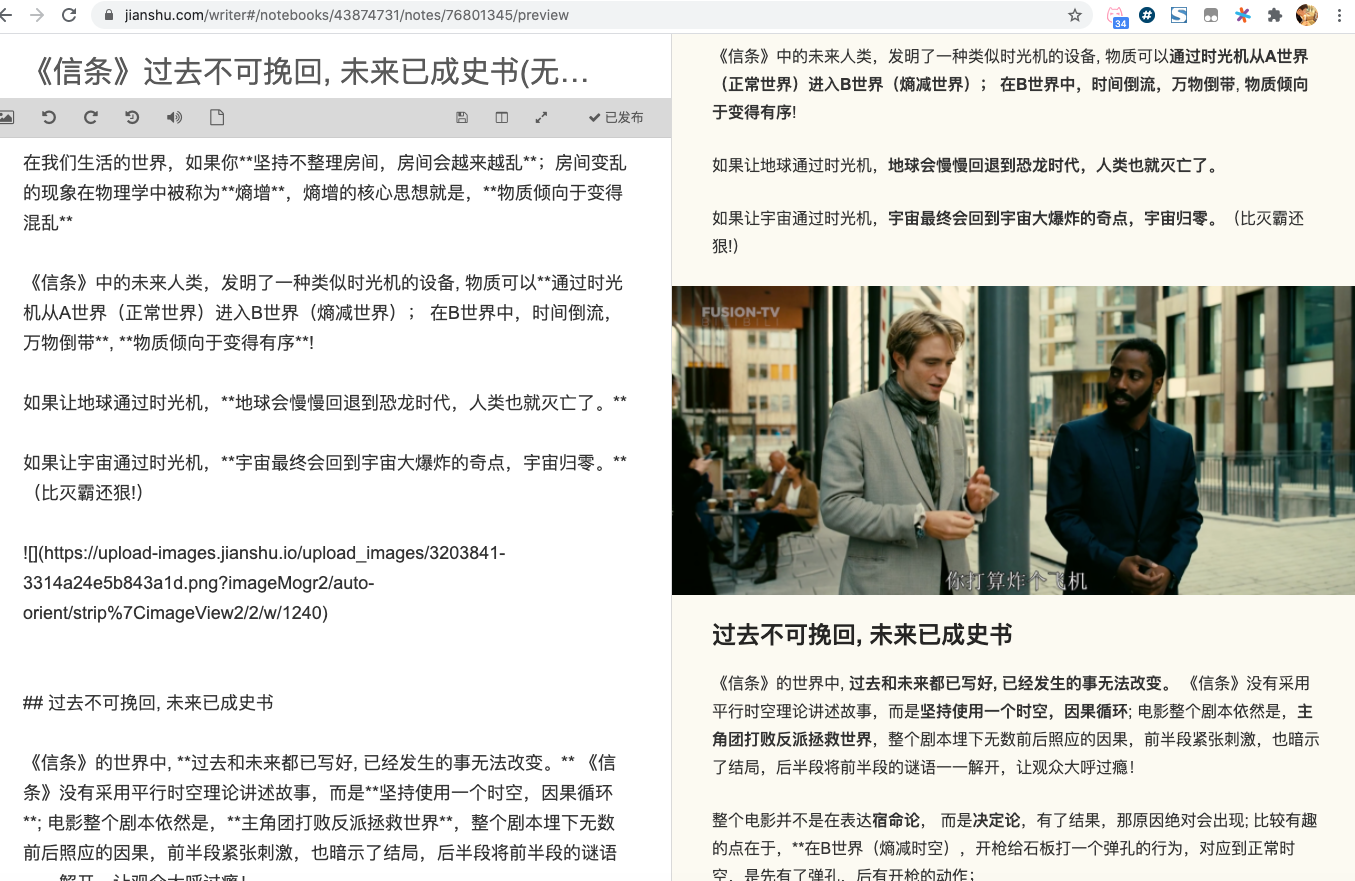 jianshu.com/writer#/notebooks/43874731/notes/76801345/preview
34
《信条》过去不可挽回, 未来已成史书(无…
已发布
在我们生活的世界，如果你**坚持不整理房间，房间会越来越乱**；房间变乱
的现象在物理学中被称为**熵增**，熵增的核心思想就是，**物质倾向于变得
混乱**
《信条》中的未来人类，发明了一种类似时光机的设备, 物质可以**通过时光
机从A世界（正常世界）进入B世界（熵减世界）； 在B世界中，时间倒流，
万物倒带**, **物质倾向于变得有序**!
如果让地球通过时光机，**地球会慢慢回退到恐龙时代，人类也就灭亡了。**
如果让宇宙通过时光机，**宇宙最终会回到宇宙大爆炸的奇点，宇宙归零。**
（比灭霸还狠!）
![](https://upload-images.jianshu.io/upload_images/3203841-
3314a24e5b843a1d.png?imageMogr2/auto-
orient/strip%7CimageView2/2/w/1240)
## 过去不可挽回, 未来已成史书
《信条》的世界中, **过去和未来都已写好, 已经发生的事无法改变。** 《信
条》没有采用平行时空理论讲述故事，而是**坚持使用一个时空，因果循环
**; 电影整个剧本依然是，**主角团打败反派拯救世界**，整个剧本埋下无数
前后照应的因果，前半段紧张刺激，也暗示了结局，后半段将前半段的谜语
一一解开，让观众大呼过瘾！
《信条》中的未来人类，发明了一种类似时光机的设备, 物质可以通过时光机从A世界
（正常世界）进入B世界（熵减世界）； 在B世界中，时间倒流，万物倒带, 物质倾向
于变得有序!
如果让地球通过时光机，地球会慢慢回退到恐龙时代，人类也就灭亡了。
如果让宇宙通过时光机，宇宙最终会回到宇宙大爆炸的奇点，宇宙归零。（比灭霸还
狠!）
FUSION-TV
BILIBILI
你打算炸个飞机
过去不可挽回, 未来已成史书
《信条》的世界中, 过去和未来都已写好, 已经发生的事无法改变。 《信条》没有采用
平行时空理论讲述故事，而是坚持使用一个时空，因果循环; 电影整个剧本依然是，主
角团打败反派拯救世界，整个剧本埋下无数前后照应的因果，前半段紧张刺激，也暗示
了结局，后半段将前半段的谜语一一解开，让观众大呼过瘾！
整个电影并不是在表达宿命论， 而是决定论，有了结果，那原因绝对会出现; 比较有趣
的点在于，**在B世界（熵减时空）, 开枪给石板打一个弹孔的行为，对应到正常时
空，是先有了弹孔，后有开枪的动作；